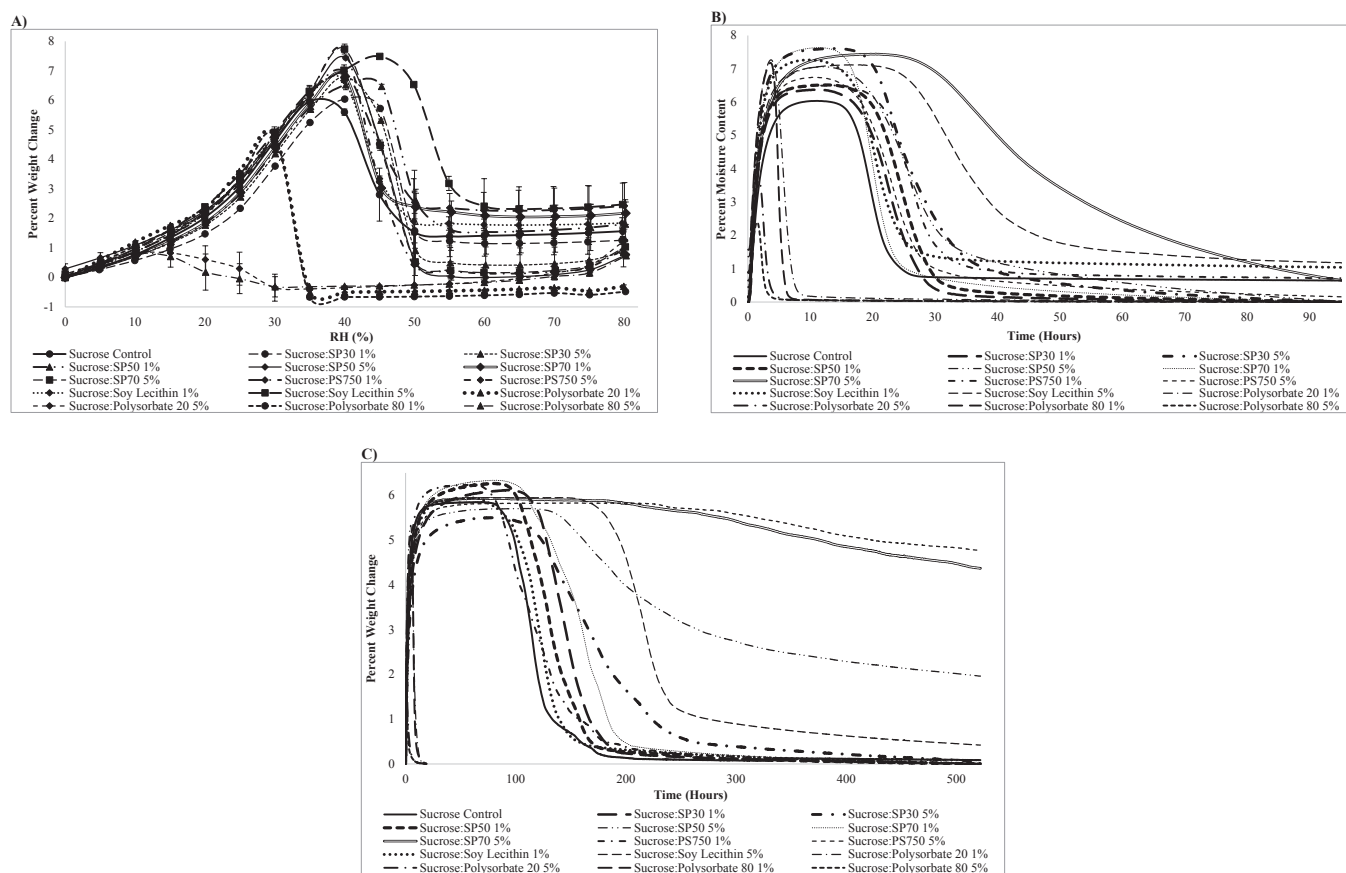 A)
8
7
6
5
4
3
2
1
0
-1
Percent Weight Change
0 10 20 30 40 50 60 70 80
RH (%)
Sucrose Control Sucrose:SP30 1% Sucrose:SP30 5%
Sucrose:SP50 1% Sucrose:SP50 5% Sucrose:SP70 1%
Sucrose:SP70 5% Sucrose:PS750 1% Sucrose:PS750 5%
Sucrose:Soy Lecithin 1% Sucrose:Soy Lecithin 5% Sucrose:Polysorbate 20 1%
Sucrose:Polysorbate 20 5% Sucrose:Polysorbate 80 1% Sucrose:Polysorbate 80 5%
B)
8
7
6
5
4
3
2
1
0
Percent Moisture Content
0 10 20 30 40 50 60 70 80 90
Time (Hours)
Sucrose Control Sucrose:SP30 1% Sucrose:SP30 5%
Sucrose:SP50 1% Sucrose:SP50 5% Sucrose:SP70 1%
Sucrose:SP70 5% Sucrose:PS750 1% Sucrose:PS750 5%
Sucrose:Soy Lecithin 1% Sucrose:Soy Lecithin 5% Sucrose:Polysorbate 20 1%
Sucrose:Polysorbate 20 5% Sucrose:Polysorbate 80 1% Sucrose:Polysorbate 80 5%
C)
6
5
4
3
2
1
0
Percent Weight Change
0 100 200 300 400 500
Time (Hours)
Sucrose Control Sucrose:SP30 1% Sucrose:SP30 5%
Sucrose:SP50 1% Sucrose:SP50 5% Sucrose:SP70 1%
Sucrose:SP70 5% Sucrose:PS750 1% Sucrose:PS750 5%
Sucrose:Soy Lecithin 1% Sucrose:Soy Lecithin 5% Sucrose:Polysorbate 20 1%
Sucrose:Polysorbate 20 5% Sucrose:Polysorbate 80 1% Sucrose:Polysorbate 80 5%